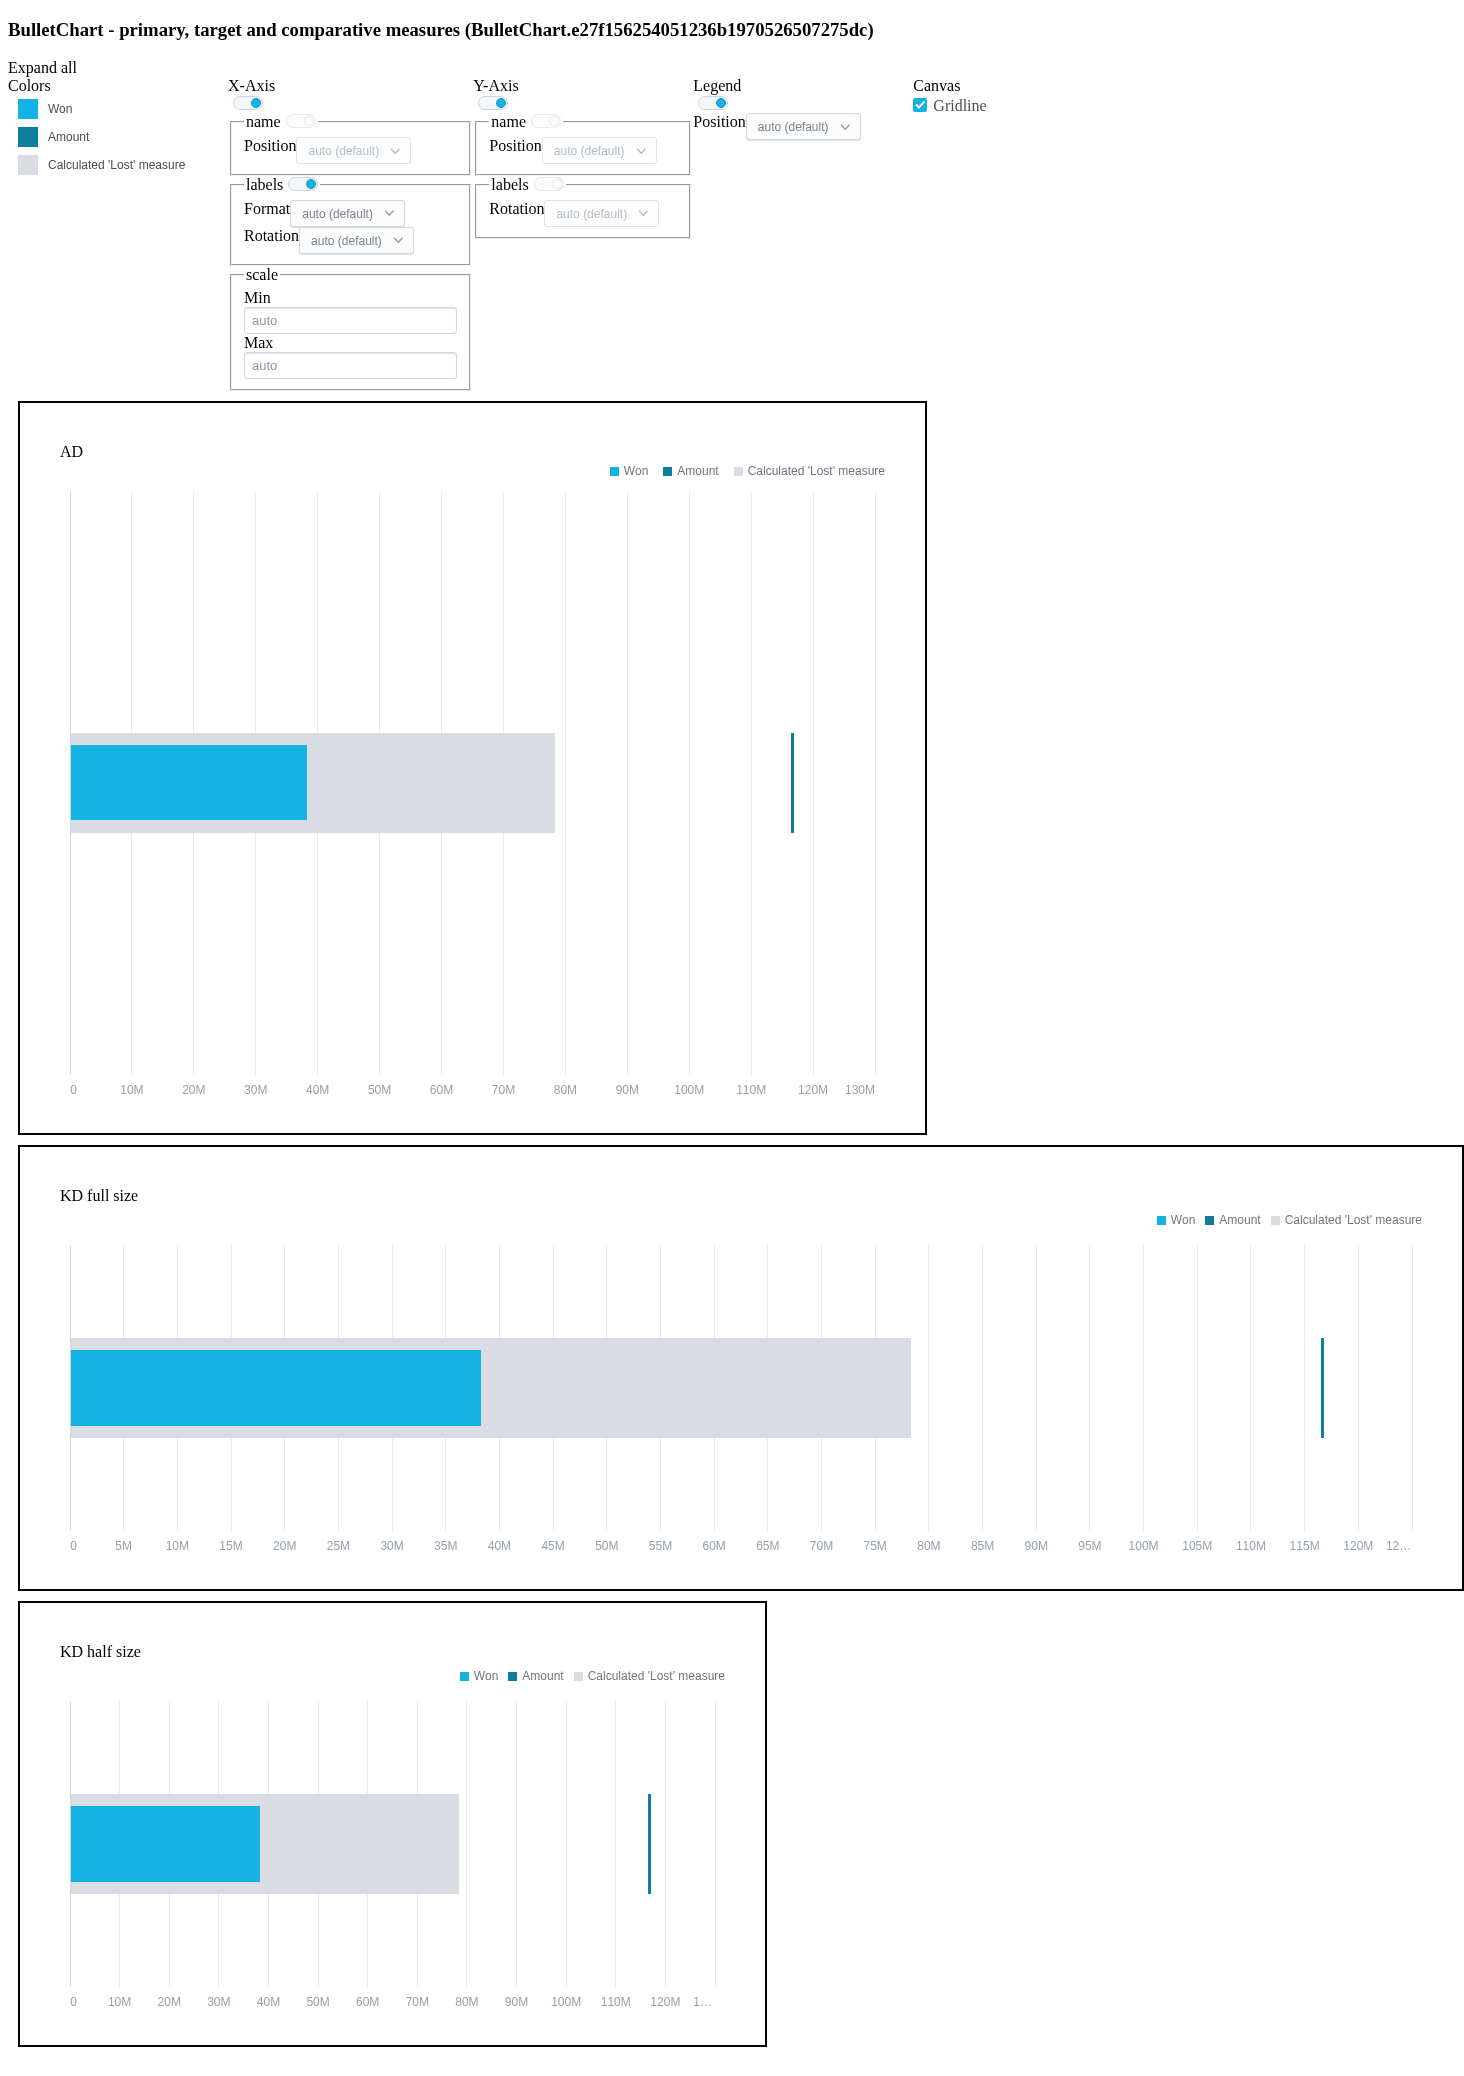 BulletChart - primary, target and comparative measures (BulletChart.e27f156254051236b1970526507275dc)
Expand all
Colors
Won
Amount
Calculated 'Lost' measure
X-Axis
name
Position auto (default)
labels
Format auto (default)
Rotation auto (default)
scale
Min
auto
Max
auto
Y-Axis
name
Position auto (default)
labels
Rotation auto (default)
Legend
Position auto (default)
Canvas
Gridline
AD
Won Amount Calculated 'Lost' measure
0 10M 20M 30M 40M 50M 60M 70M 80M 90M 100M 110M 120M 130M
KD full size
Won Amount Calculated 'Lost' measure
0 5M 10M 15M 20M 25M 30M 35M 40M 45M 50M 55M 60M 65M 70M 75M 80M 85M 90M 95M 100M 105M 110M 115M 120M 12…
KD half size
Won Amount Calculated 'Lost' measure
0 10M 20M 30M 40M 50M 60M 70M 80M 90M 100M 110M 120M 1…